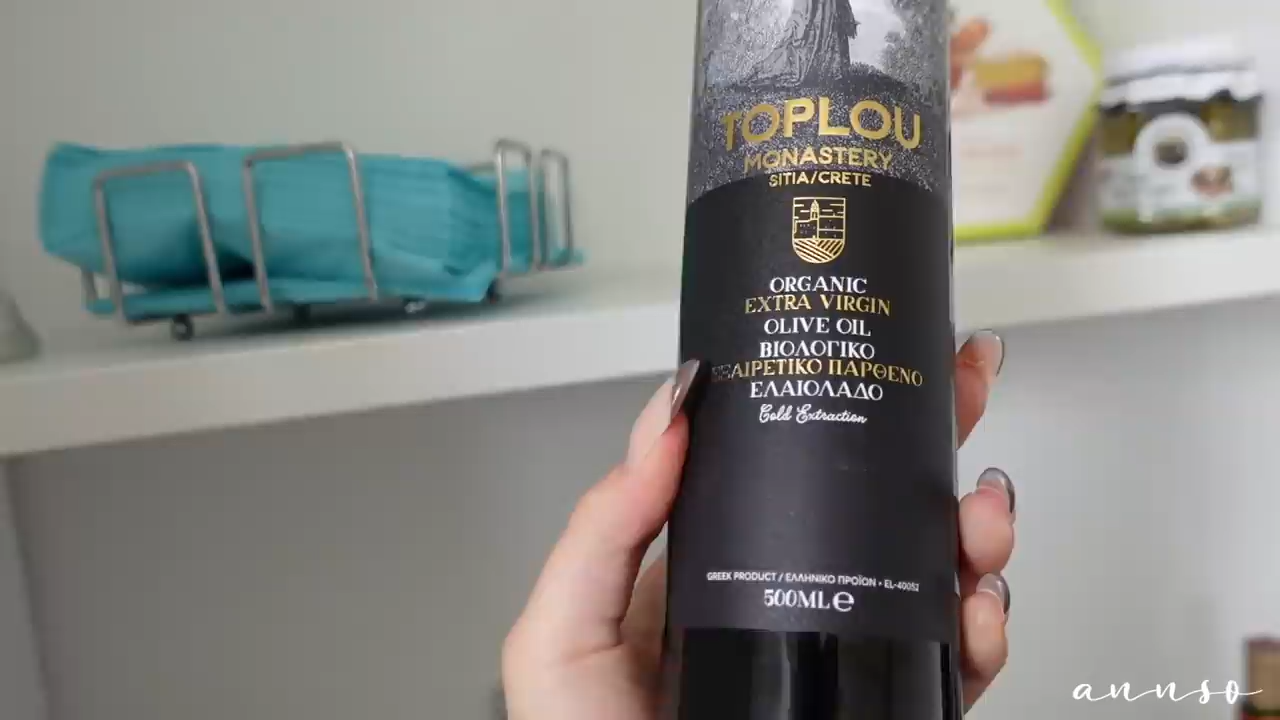 TOPLOU
MONASTERY
SITIA/CRETE
ORGANIC
EXTRA VIRGIN
OLIVE OIL
ΒΙΟΛΟΓΙΚΟ
ΕΞΑΙΡΕΤΙΚΟ ΠΑΡΘΕΝΟ
ΕΛΑΙΟΛΑΔΟ
Cold Extraction
GREEK PRODUCT / ΕΛΛΗΝΙΚΟ ΠΡΟΪΟΝ • EL-40052
500ML℮
annso